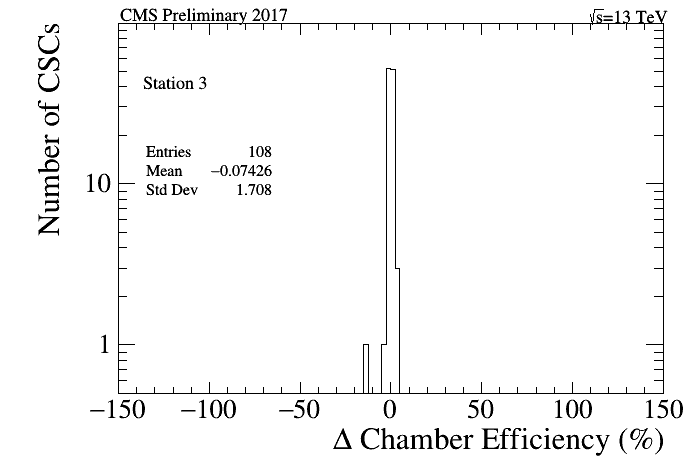 CMS Preliminary 2017 √s=13 TeV
Number of CSCs
Station 3
Entries 108
Mean −0.07426
Std Dev 1.708
10
1
−150 −100 −50 0 50 100 150
Δ Chamber Efficiency (%)